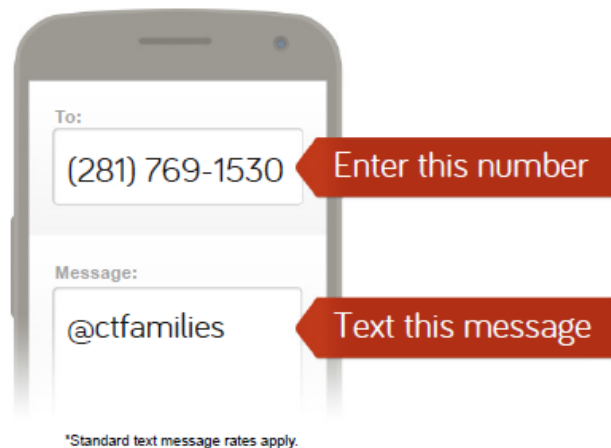 To:
(281) 769-1530
Enter this number
Message:
@ctfamilies
Text this message
*Standard text message rates apply.